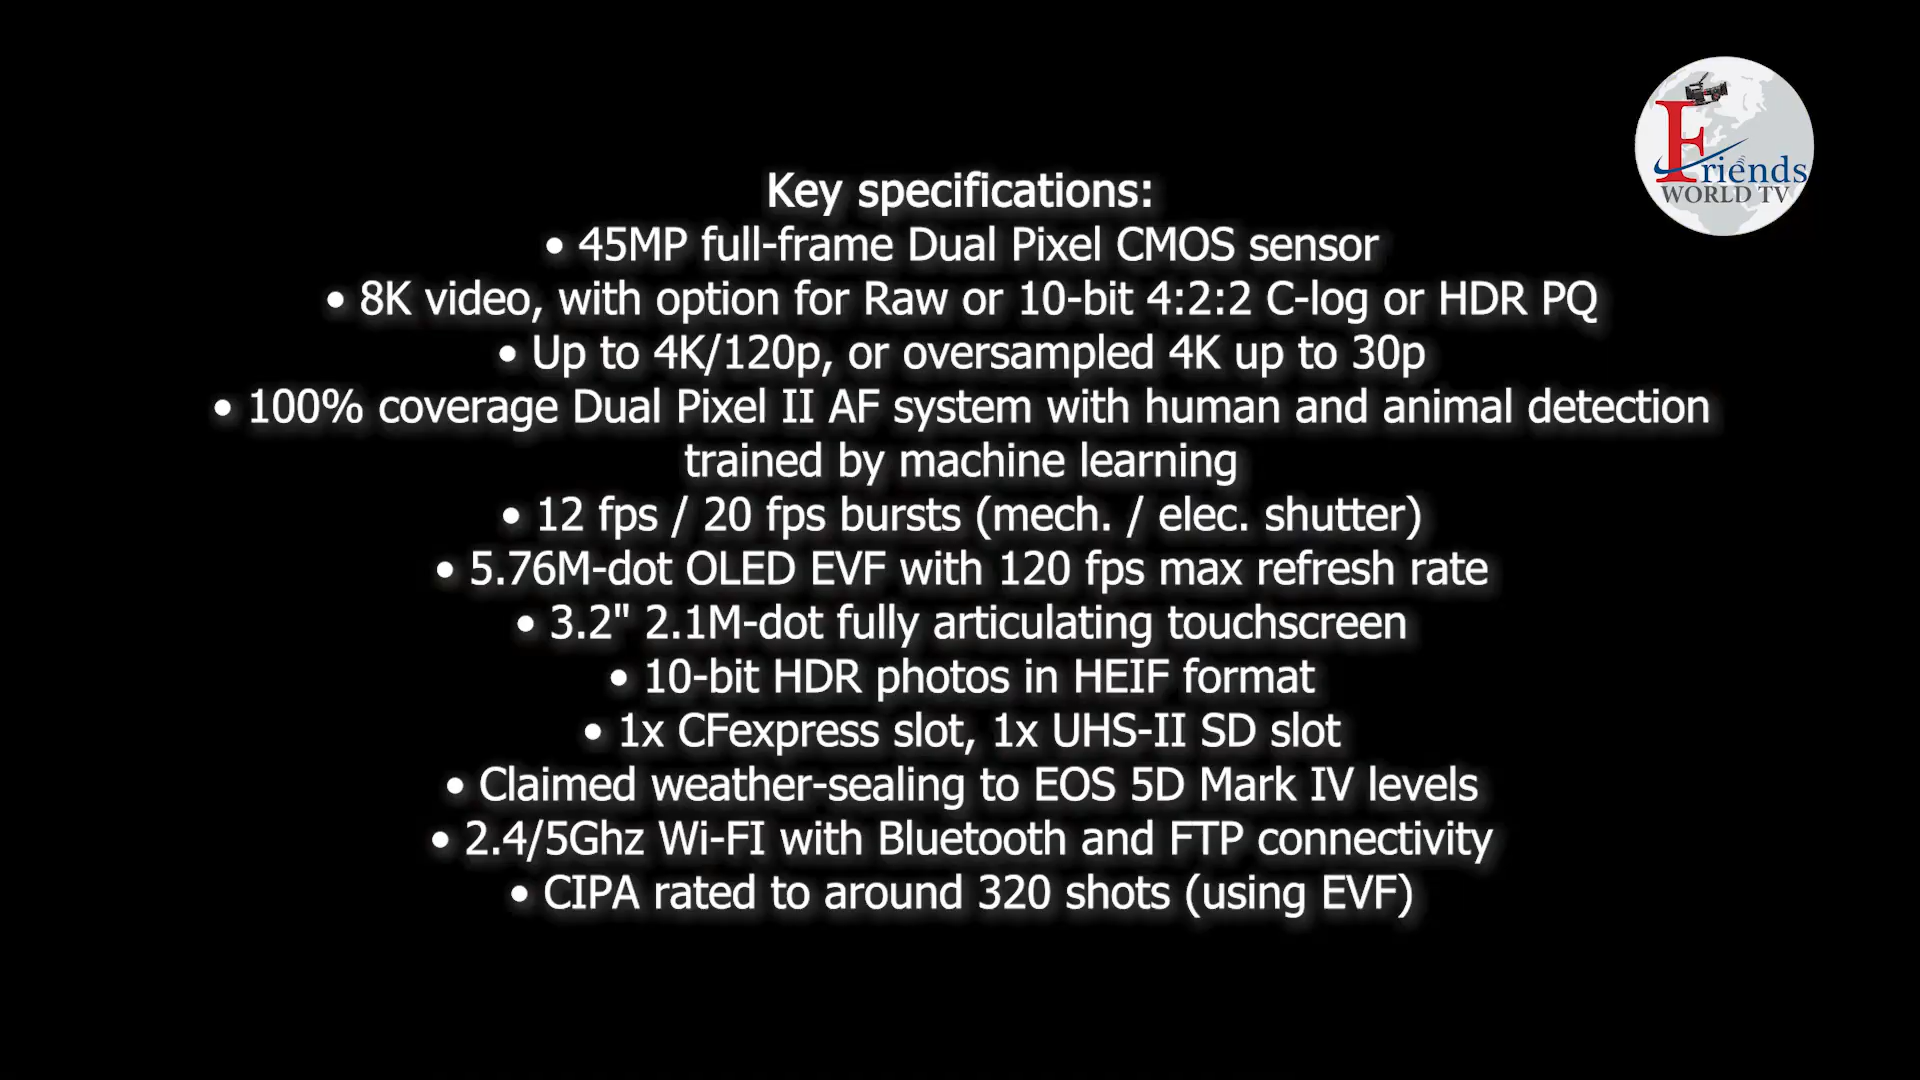 Friends
WORLD TV
Key specifications:
• 45MP full-frame Dual Pixel CMOS sensor
• 8K video, with option for Raw or 10-bit 4:2:2 C-log or HDR PQ
• Up to 4K/120p, or oversampled 4K up to 30p
• 100% coverage Dual Pixel II AF system with human and animal detection
trained by machine learning
• 12 fps / 20 fps bursts (mech. / elec. shutter)
• 5.76M-dot OLED EVF with 120 fps max refresh rate
• 3.2" 2.1M-dot fully articulating touchscreen
• 10-bit HDR photos in HEIF format
• 1x CFexpress slot, 1x UHS-II SD slot
• Claimed weather-sealing to EOS 5D Mark IV levels
• 2.4/5Ghz Wi-FI with Bluetooth and FTP connectivity
• CIPA rated to around 320 shots (using EVF)